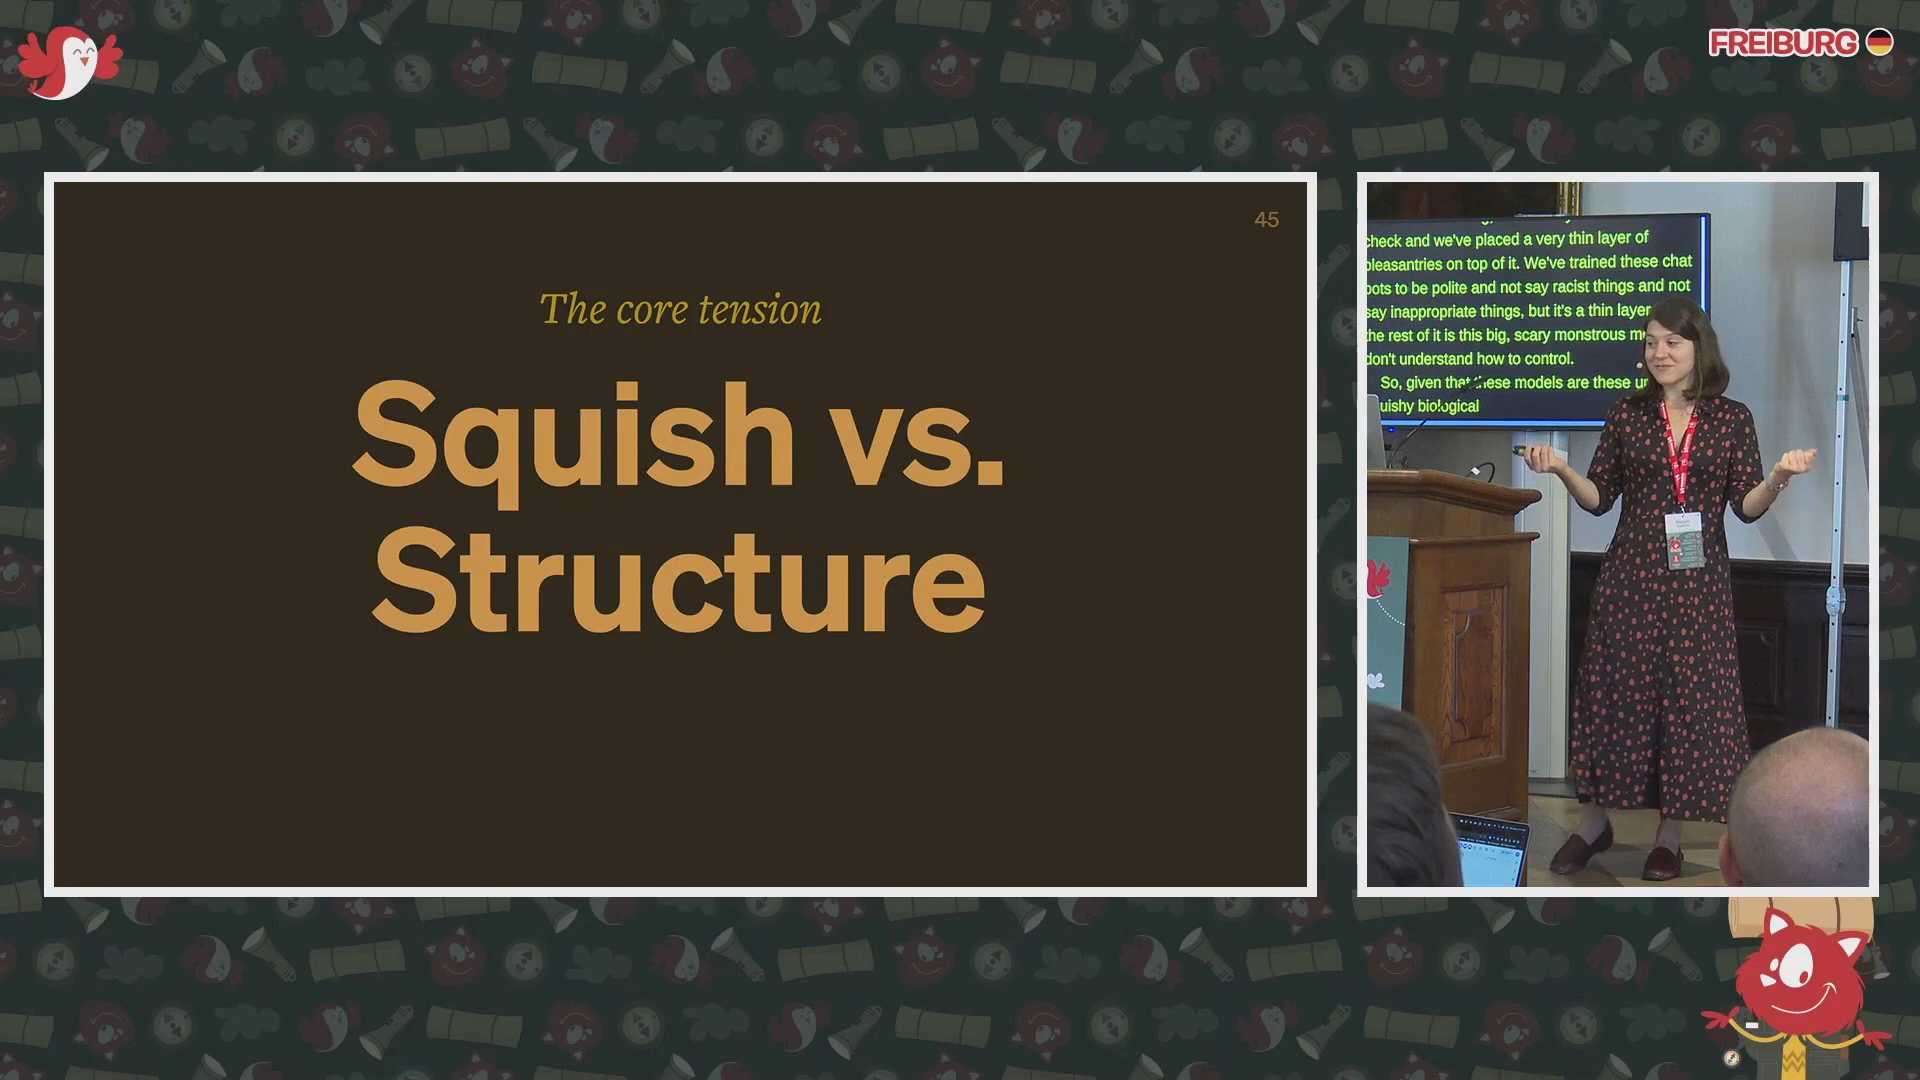 FREIBURG
45
The core tension
Squish vs.
Structure
check and we've placed a very thin layer of
pleasantries on top of it. We've trained these chat
bots to be polite and not say racist things and not
say inappropriate things, but it's a thin layer
the rest of it is this big, scary monstrous
don't understand how to control.
So, given that these models are these
uishy biological